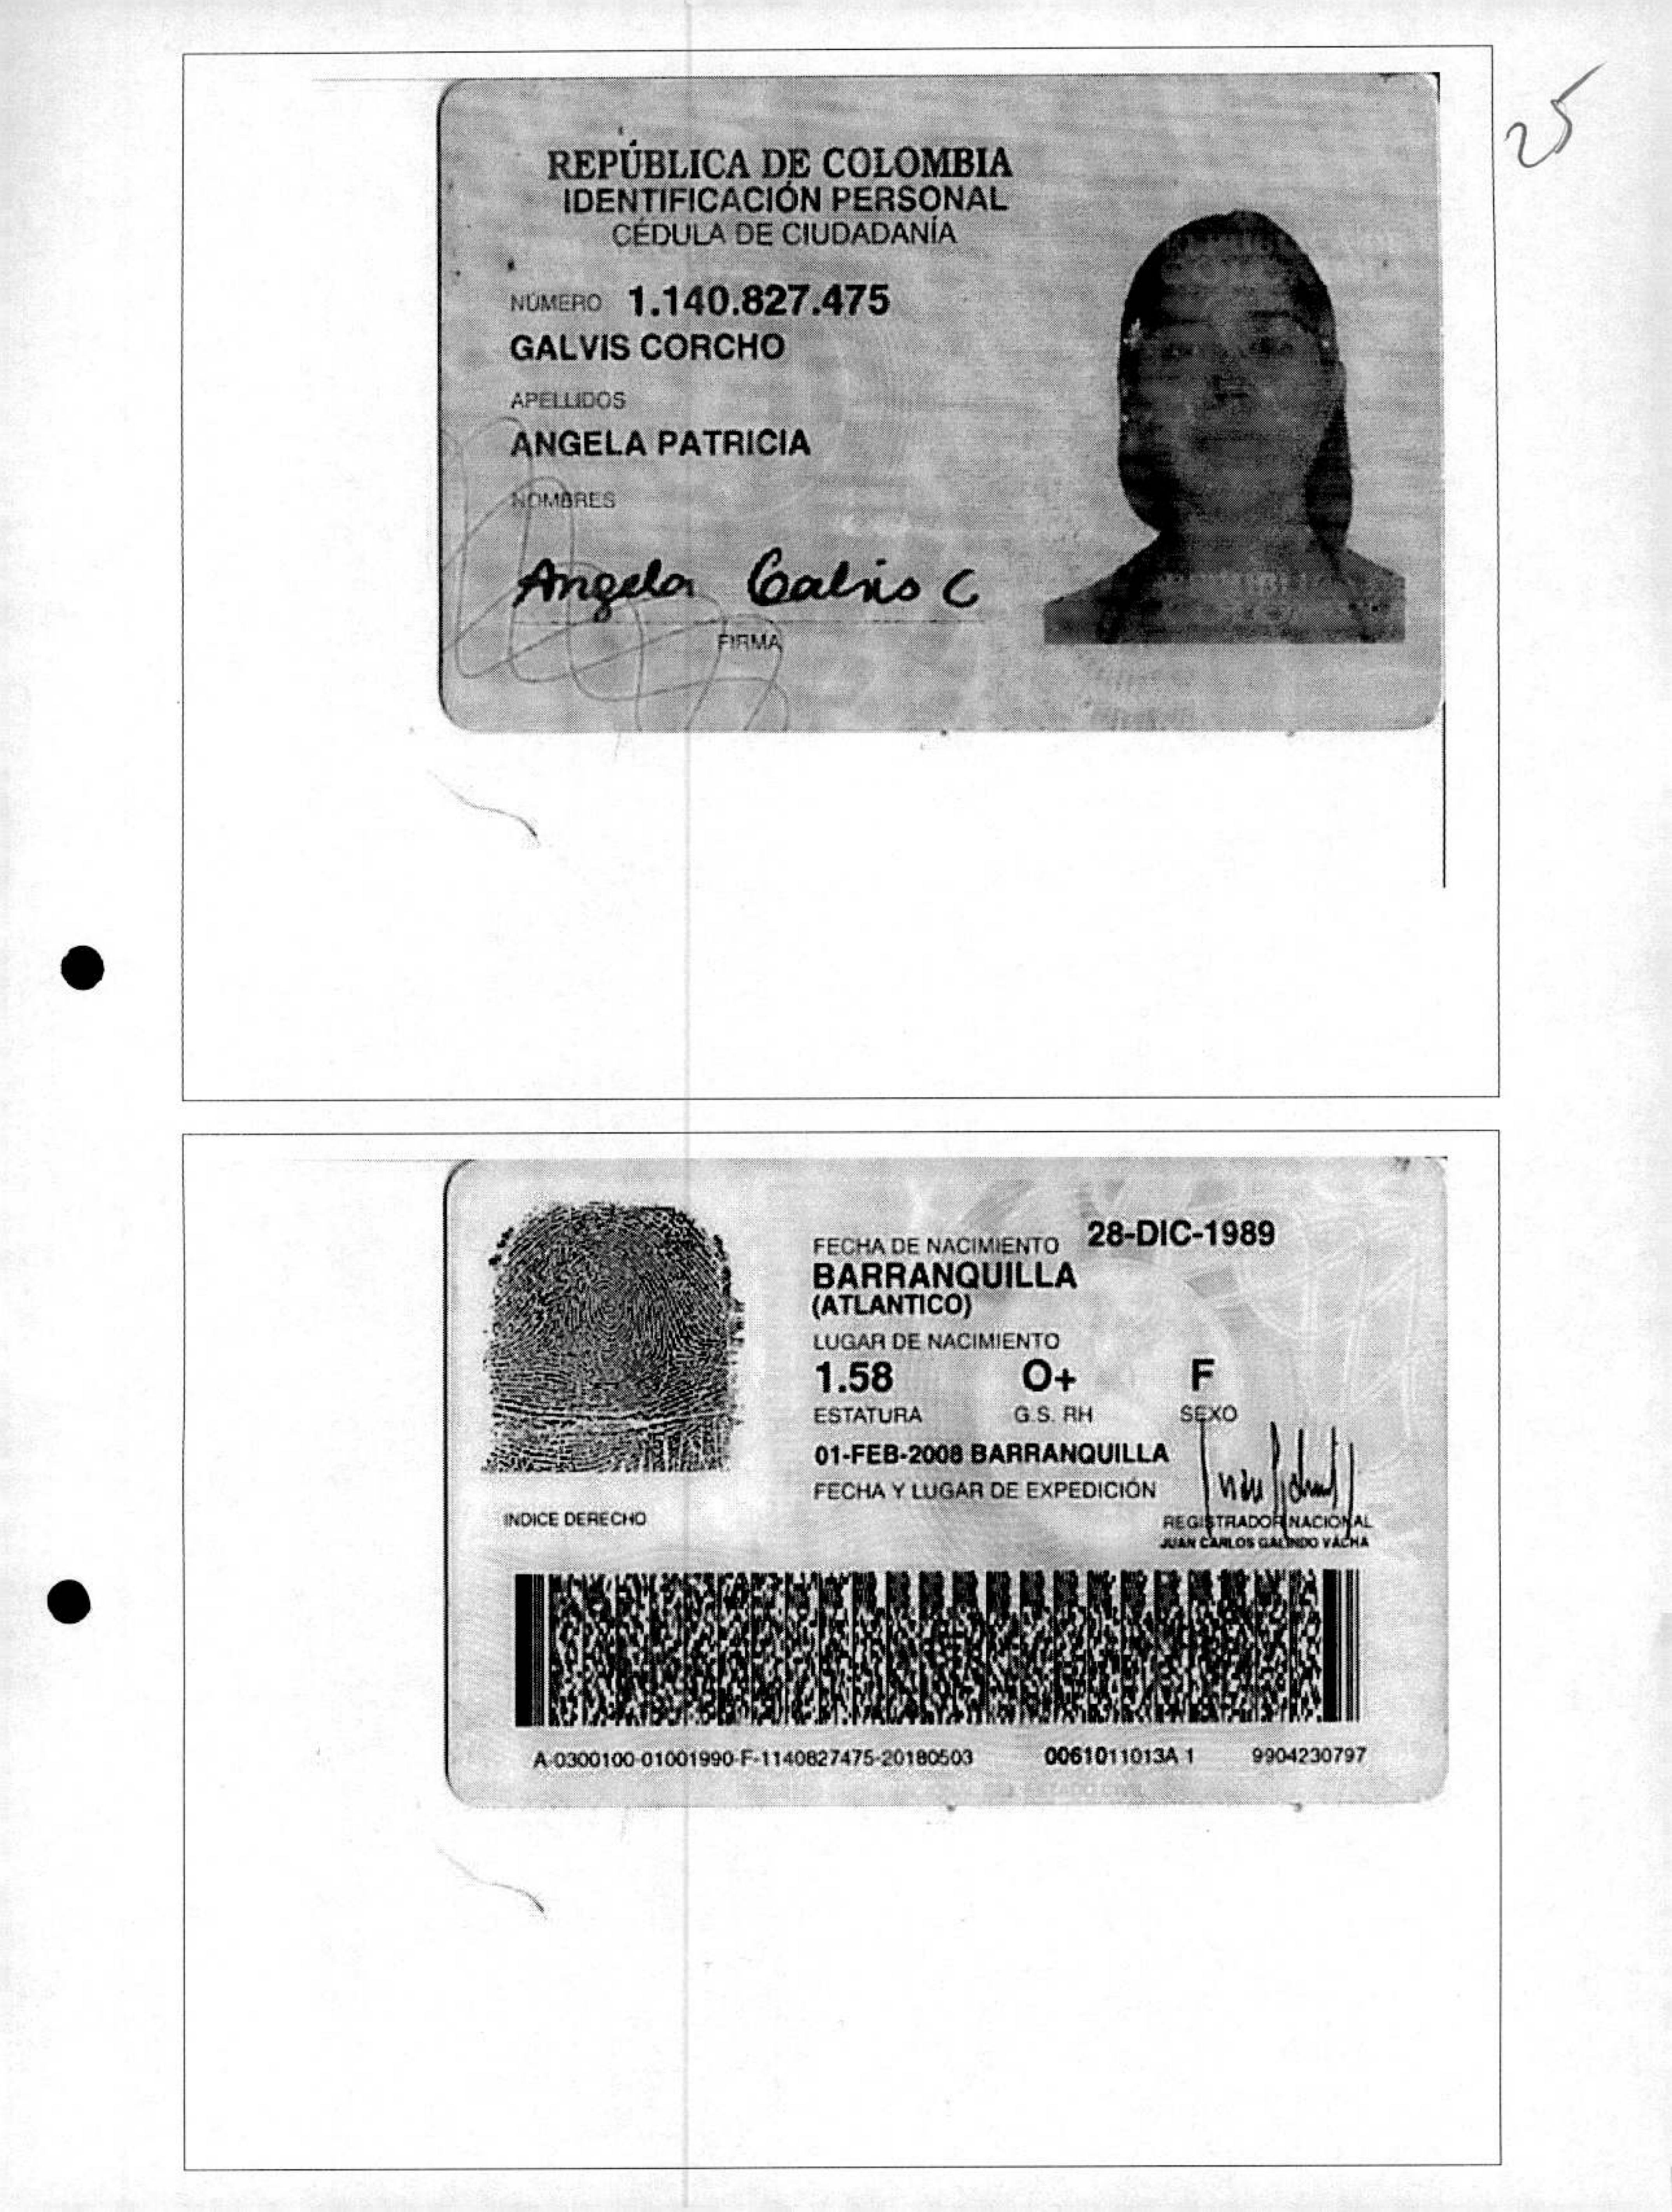 25
REPÚBLICA DE COLOMBIA
IDENTIFICACIÓN PERSONAL
CÉDULA DE CIUDADANÍA
NÚMERO 1.140.827.475
GALVIS CORCHO
APELLIDOS
ANGELA PATRICIA
NOMBRES
Angela Galvis C
FIRMA
FECHA DE NACIMIENTO 28-DIC-1989
BARRANQUILLA
(ATLANTICO)
LUGAR DE NACIMIENTO
1.58 O+ F
ESTATURA G.S. RH SEXO
01-FEB-2008 BARRANQUILLA
FECHA Y LUGAR DE EXPEDICIÓN
INDICE DERECHO
REGISTRADOR NACIONAL
JUAN CARLOS GALINDO VÁCHA
A-0300100-01001990-F-1140827475-20180503 0061011013A 1 9904230797